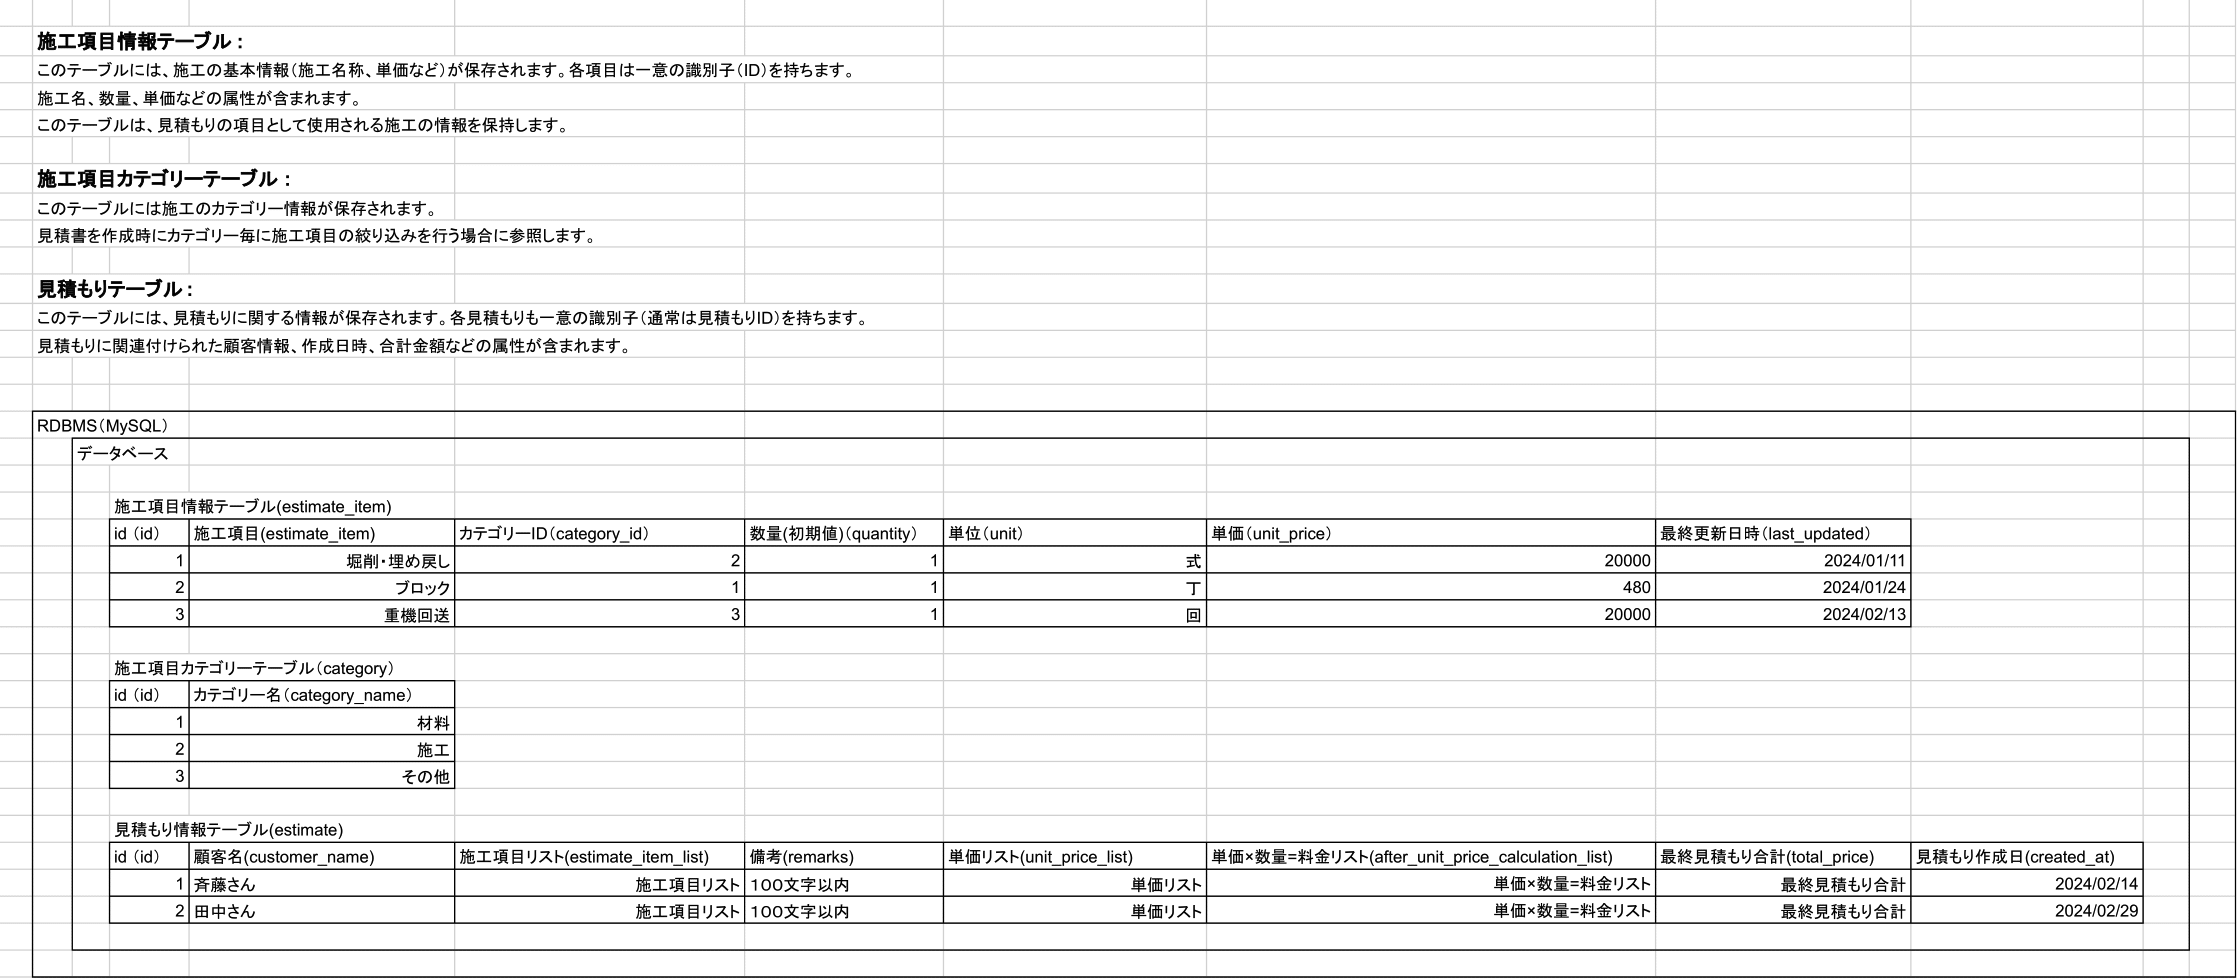 施工項目情報テーブル：
このテーブルには、施工の基本情報（施工名称、単価など）が保存されます。各項目は一意の識別子（ID）を持ちます。
施工名、数量、単価などの属性が含まれます。
このテーブルは、見積もりの項目として使用される施工の情報を保持します。
施工項目カテゴリーテーブル：
このテーブルには施工のカテゴリー情報が保存されます。
見積書を作成時にカテゴリー毎に施工項目の絞り込みを行う場合に参照します。
見積もりテーブル：
このテーブルには、見積もりに関する情報が保存されます。各見積もりも一意の識別子（通常は見積もりID）を持ちます。
見積もりに関連付けられた顧客情報、作成日時、合計金額などの属性が含まれます。
RDBMS（MySQL）
データベース
施工項目情報テーブル(estimate_item)
id（id） 施工項目(estimate_item) カテゴリーID（category_id） 数量(初期値)（quantity） 単位（unit） 単価（unit_price） 最終更新日時（last_updated）
1 堀削・埋め戻し 2 1 式 20000 2024/01/11
2 ブロック 1 1 丁 480 2024/01/24
3 重機回送 3 1 回 20000 2024/02/13
施工項目カテゴリーテーブル（category）
id（id） カテゴリー名（category_name）
1 材料
2 施工
3 その他
見積もり情報テーブル(estimate)
id（id） 顧客名(customer_name) 施工項目リスト(estimate_item_list) 備考(remarks) 単価リスト(unit_price_list) 単価×数量=料金リスト(after_unit_price_calculation_list) 最終見積もり合計(total_price) 見積もり作成日(created_at)
1 斉藤さん 施工項目リスト １００文字以内 単価リスト 単価×数量=料金リスト 最終見積もり合計 2024/02/14
2 田中さん 施工項目リスト １００文字以内 単価リスト 単価×数量=料金リスト 最終見積もり合計 2024/02/29